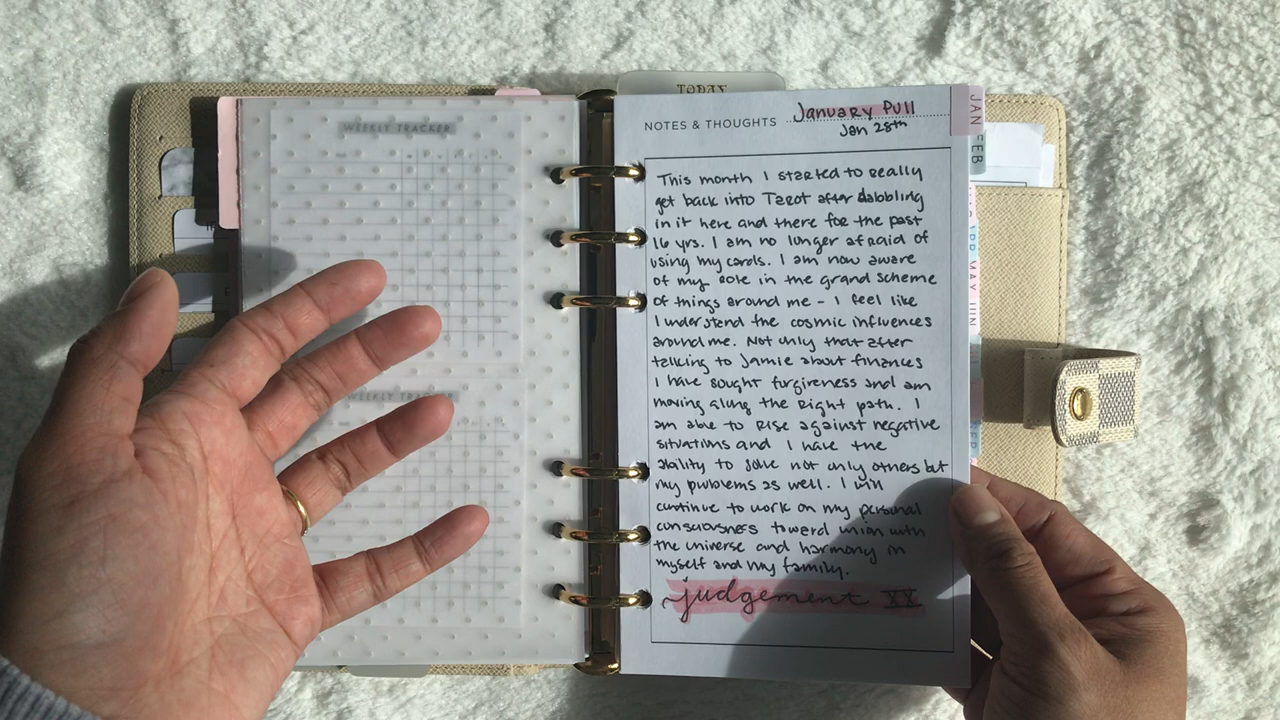 TODAY
WEEKLY TRACKER
WEEKLY TRACKER
NOTES & THOUGHTS January Pull
Jan 28th
This month I started to really
get back into Tarot after dabbling
in it here and there for the past
16 yrs. I am no longer afraid of
using my cards. I am now aware
of my role in the grand scheme
of things around me - I feel like
I understand the cosmic influences
around me. Not only that after
talking to Jamie about finances
I have sought forgiveness and am
moving along the right path. I
am able to rise against negative
situations and I have the
ability to solve not only others but
my problems as well. I will
continue to work on my personal
consciousness toward union with
the universe and harmony in
myself and my family.
judgement XX
JAN
FEB
APR
MAY
JUN